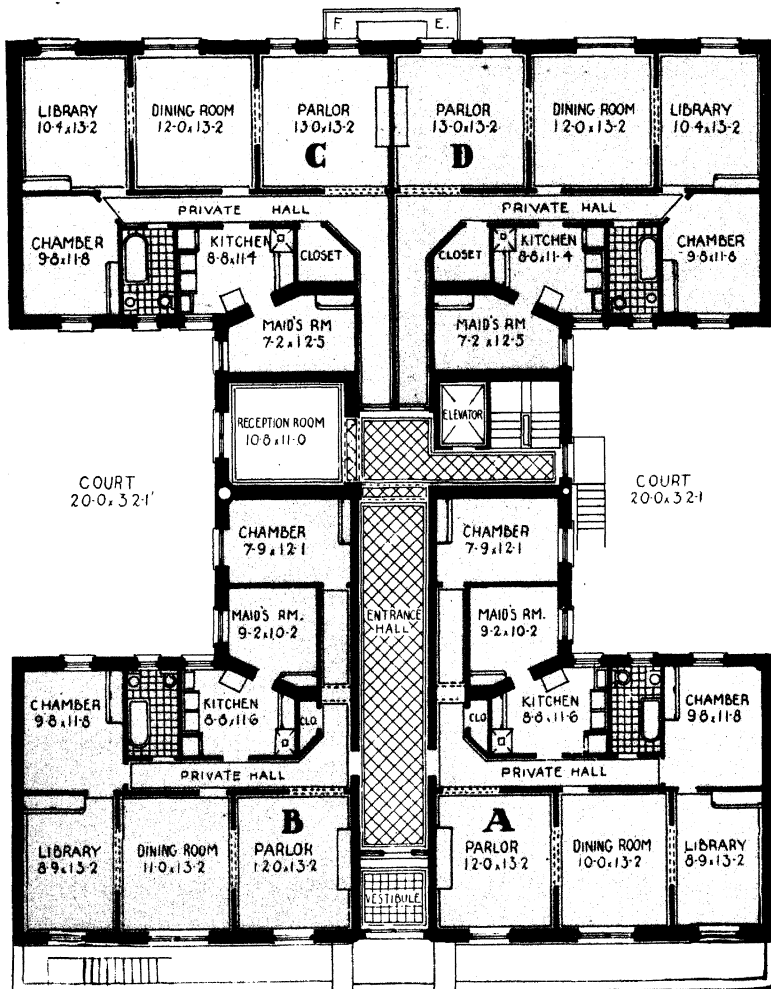 F. E.
LIBRARY
10-4 x 13-2
DINING ROOM
12-0 x 13-2
PARLOR
13-0 x 13-2
C
PARLOR
13-0 x 13-2
D
DINING ROOM
12-0 x 13-2
LIBRARY
10-4 x 13-2
PRIVATE HALL
PRIVATE HALL
CHAMBER
9-8 x 11-8
KITCHEN
8-8 x 11-4
CLOSET
CLOSET
KITCHEN
8-8 x 11-4
CHAMBER
9-8 x 11-8
MAID'S RM
7-2 x 12-5
MAID'S RM
7-2 x 12-5
RECEPTION ROOM
10-8 x 11-0
ELEVATOR
COURT
20-0 x 32-1
COURT
20-0 x 32-1
CHAMBER
7-9 x 12-1
CHAMBER
7-9 x 12-1
MAID'S RM.
9-2 x 10-2
ENTRANCE
HALL
MAID'S RM.
9-2 x 10-2
CHAMBER
9-8 x 11-8
KITCHEN
8-8 x 11-6
CLO.
CLO.
KITCHEN
8-8 x 11-6
CHAMBER
9-8 x 11-8
PRIVATE HALL
PRIVATE HALL
LIBRARY
8-9 x 13-2
DINING ROOM
11-0 x 13-2
B
PARLOR
12-0 x 13-2
A
PARLOR
12-0 x 13-2
DINING ROOM
10-0 x 13-2
LIBRARY
8-9 x 13-2
VESTIBULE